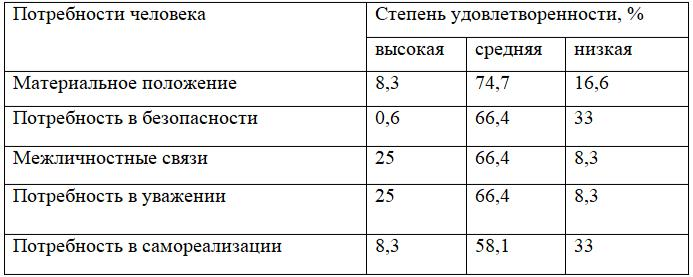 Потребности человека Степень удовлетворенности, %
высокая средняя низкая
Материальное положение 8,3 74,7 16,6
Потребность в безопасности 0,6 66,4 33
Межличностные связи 25 66,4 8,3
Потребность в уважении 25 66,4 8,3
Потребность в самореализации 8,3 58,1 33